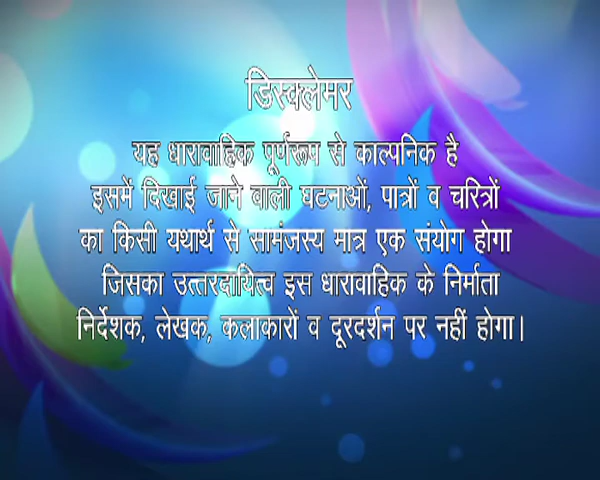 डिस्क्लेमर
यह धारावाहिक पूर्णरूप से काल्पनिक है
इसमें दिखाई जाने वाली घटनाओं, पात्रों व चरित्रों
का किसी यथार्थ से सामंजस्य मात्र एक संयोग होगा
जिसका उत्तरदायित्व इस धारावाहिक के निर्माता
निर्देशक, लेखक, कलाकारों व दूरदर्शन पर नहीं होगा।